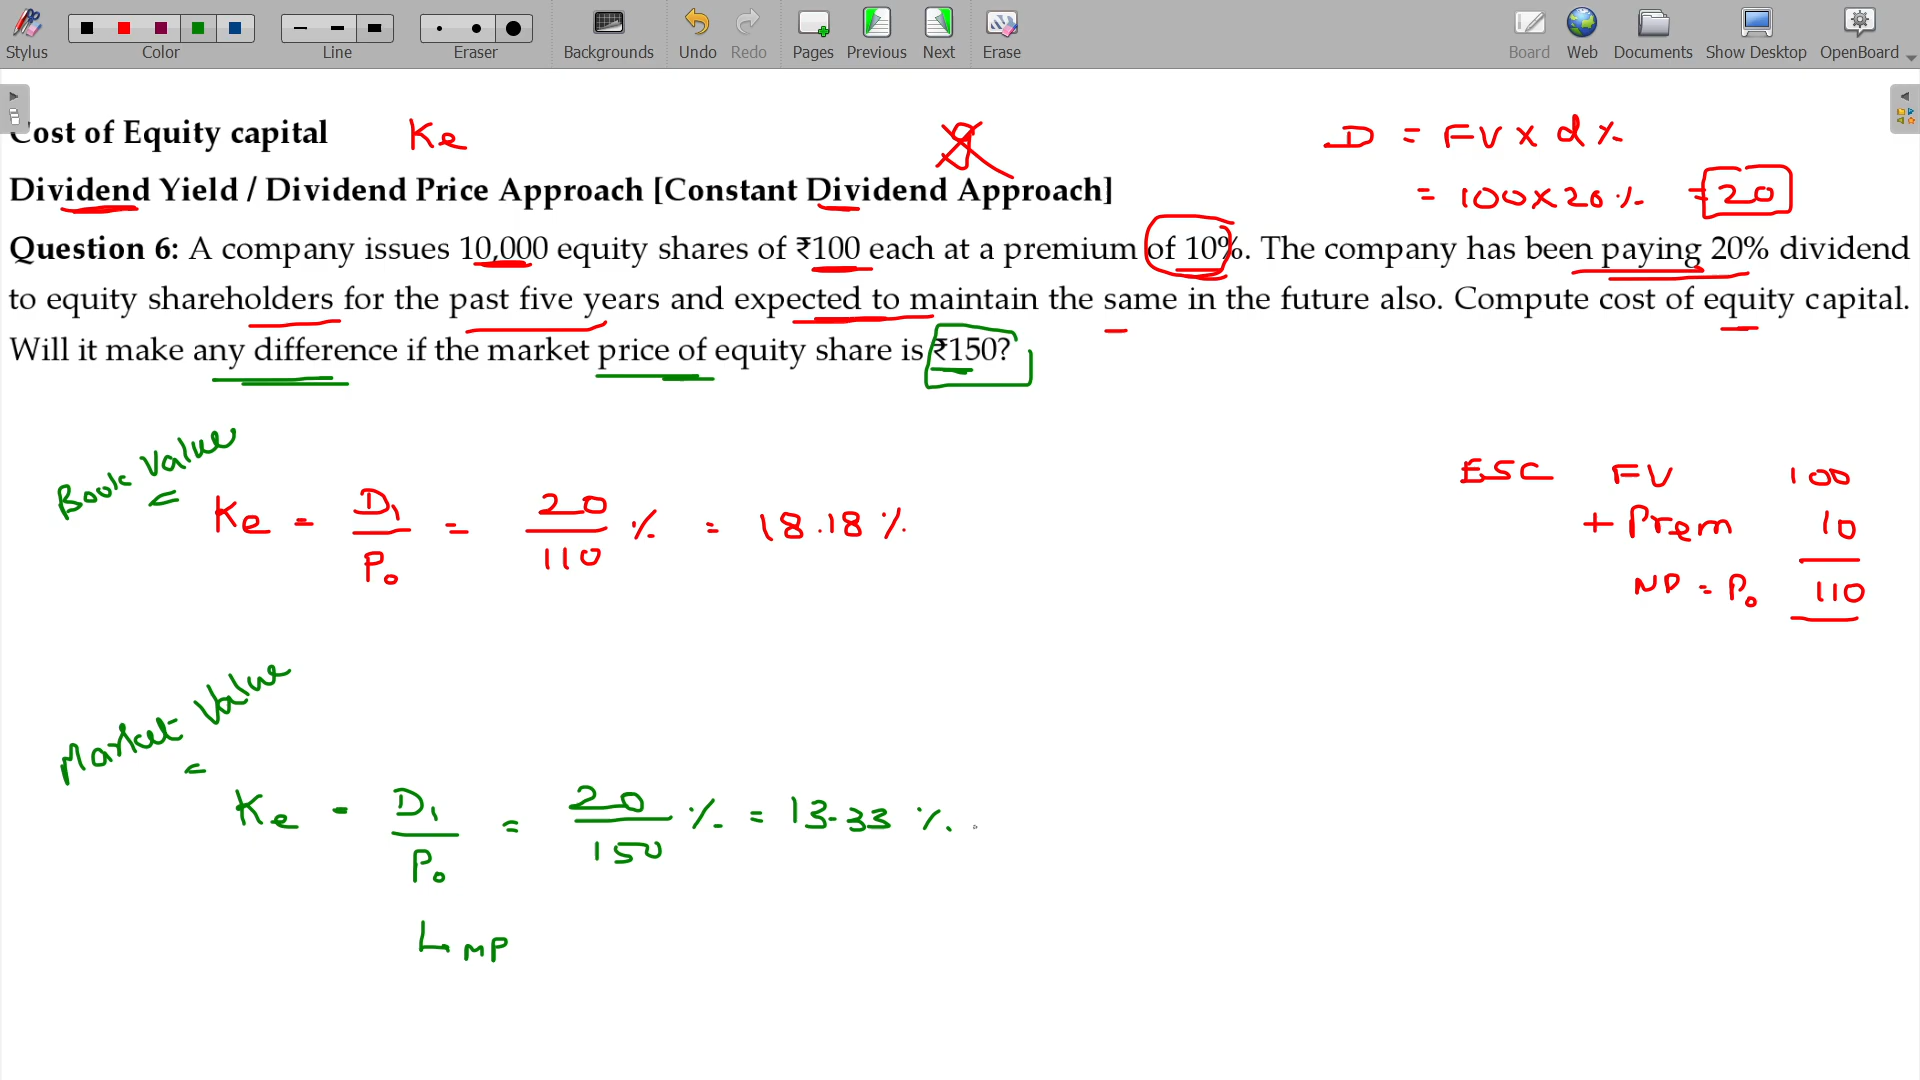 Stylus Color Line Eraser Backgrounds Undo Redo Pages Previous Next Erase Board Web Documents Show Desktop OpenBoard
Cost of Equity capital Ke
D = FV x d %
Dividend Yield / Dividend Price Approach [Constant Dividend Approach]
= 100 x 20 % = 20
Question 6: A company issues 10,000 equity shares of ₹100 each at a premium of 10%. The company has been paying 20% dividend
to equity shareholders for the past five years and expected to maintain the same in the future also. Compute cost of equity capital.
Will it make any difference if the market price of equity share is ₹150?
Book Value
Ke = D1 / P0 = 20 / 110 % = 18.18 %
ESC FV 100
+ Prem 10
NP = P0 110
Market Value
Ke = D1 / P0 = 20 / 150 % = 13.33 %
MP